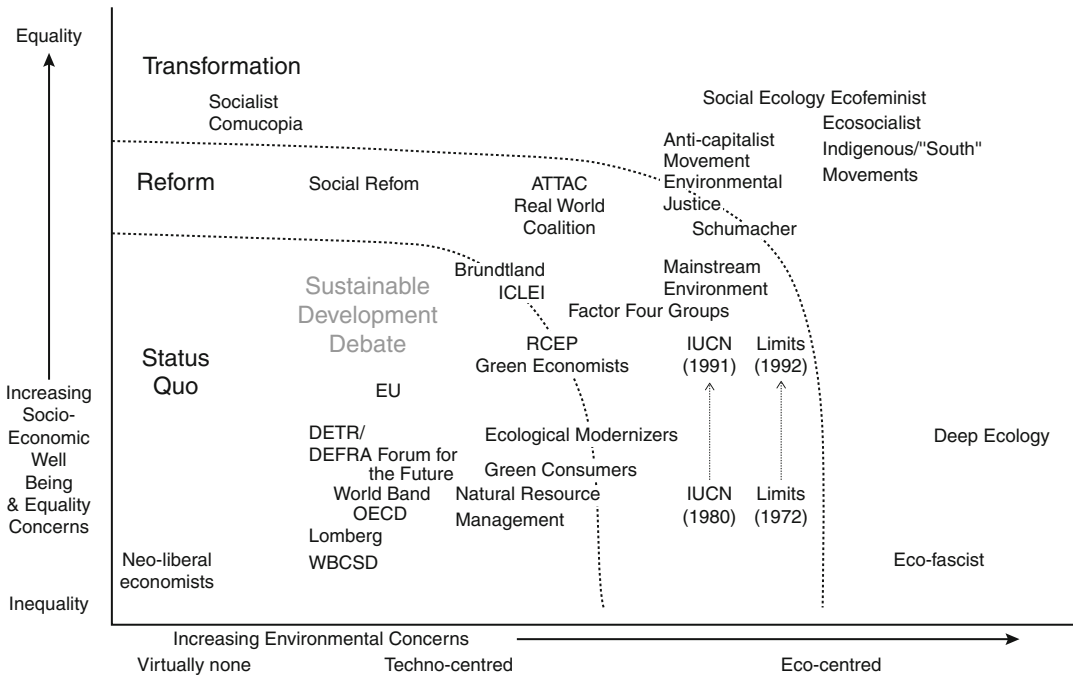 Equality
Transformation
Socialist
Comucopia
Social Ecology Ecofeminist
Ecosocialist
Indigenous/"South"
Movements
Anti-capitalist
Movement
Environmental
Justice
Schumacher
Reform
Social Refom
ATTAC
Real World
Coalition
Brundtland
ICLEI
Mainstream
Environment
Factor Four Groups
Sustainable
Development
Debate
RCEP
Green Economists
IUCN
(1991)
Limits
(1992)
Status
Quo
EU
Increasing
Socio-
Economic
Well
Being
& Equality
Concerns
DETR/
DEFRA Forum for
the Future
World Band
OECD
Lomberg
WBCSD
Ecological Modernizers
Green Consumers
Natural Resource
Management
IUCN
(1980)
Limits
(1972)
Deep Ecology
Neo-liberal
economists
Eco-fascist
Inequality
Increasing Environmental Concerns
Virtually none
Techno-centred
Eco-centred